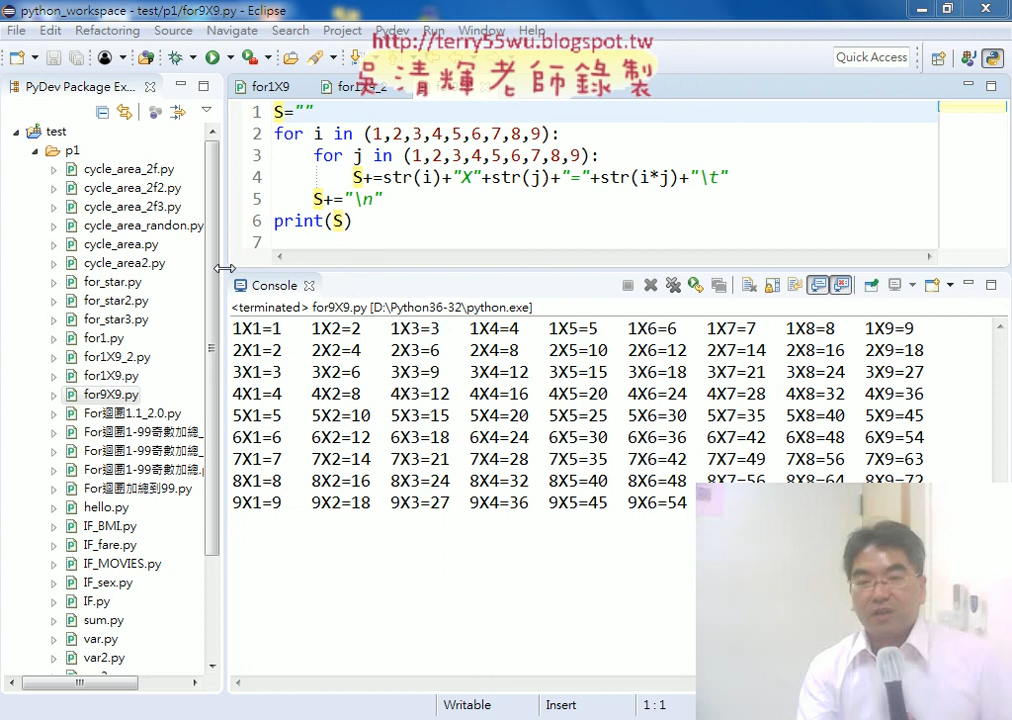 python_workspace - test/p1/for9X9.py - Eclipse
File Edit Refactoring Source Navigate Search Project Pydev Run Window Help
http://terry55wu.blogspot.tw
吳清輝老師錄製
Quick Access
PyDev Package Ex...
for1X9
S=""
for i in (1,2,3,4,5,6,7,8,9):
for j in (1,2,3,4,5,6,7,8,9):
S+=str(i)+"X"+str(j)+"="+str(i*j)+"\t"
S+="\n"
print(S)
1
2
3
4
5
6
7
test
p1
cycle_area_2f.py
cycle_area_2f2.py
cycle_area_2f3.py
cycle_area_randon.py
cycle_area.py
cycle_area2.py
for_star.py
for_star2.py
for_star3.py
for1.py
for1X9_2.py
for1X9.py
for9X9.py
For迴圈1.1_2.0.py
For迴圈1-99奇數加總_
For迴圈1-99奇數加總_
For迴圈1-99奇數加總.
For迴圈加總到99.py
hello.py
IF_BMI.py
IF_fare.py
IF_MOVIES.py
IF_sex.py
IF.py
sum.py
var.py
var2.py
Console
<terminated> for9X9.py [D:\Python36-32\python.exe]
1X1=1 1X2=2 1X3=3 1X4=4 1X5=5 1X6=6 1X7=7 1X8=8 1X9=9
2X1=2 2X2=4 2X3=6 2X4=8 2X5=10 2X6=12 2X7=14 2X8=16 2X9=18
3X1=3 3X2=6 3X3=9 3X4=12 3X5=15 3X6=18 3X7=21 3X8=24 3X9=27
4X1=4 4X2=8 4X3=12 4X4=16 4X5=20 4X6=24 4X7=28 4X8=32 4X9=36
5X1=5 5X2=10 5X3=15 5X4=20 5X5=25 5X6=30 5X7=35 5X8=40 5X9=45
6X1=6 6X2=12 6X3=18 6X4=24 6X5=30 6X6=36 6X7=42 6X8=48 6X9=54
7X1=7 7X2=14 7X3=21 7X4=28 7X5=35 7X6=42 7X7=49 7X8=56 7X9=63
8X1=8 8X2=16 8X3=24 8X4=32 8X5=40 8X6=48 8X7=56 8X8=64 8X9=72
9X1=9 9X2=18 9X3=27 9X4=36 9X5=45 9X6=54
Writable Insert 1 : 1